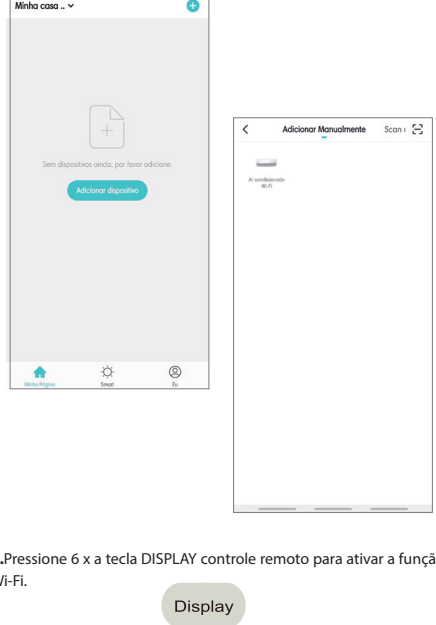 Minha casa ..
Sem dispositivos ainda, por favor adicione.
Adicionar dispositivo
Minha Página
Smart
Eu
Adicionar Manualmente Scan
Ar condicionado
Wi-Fi
.Pressione 6 x a tecla DISPLAY controle remoto para ativar a funçã
i-Fi.
Display